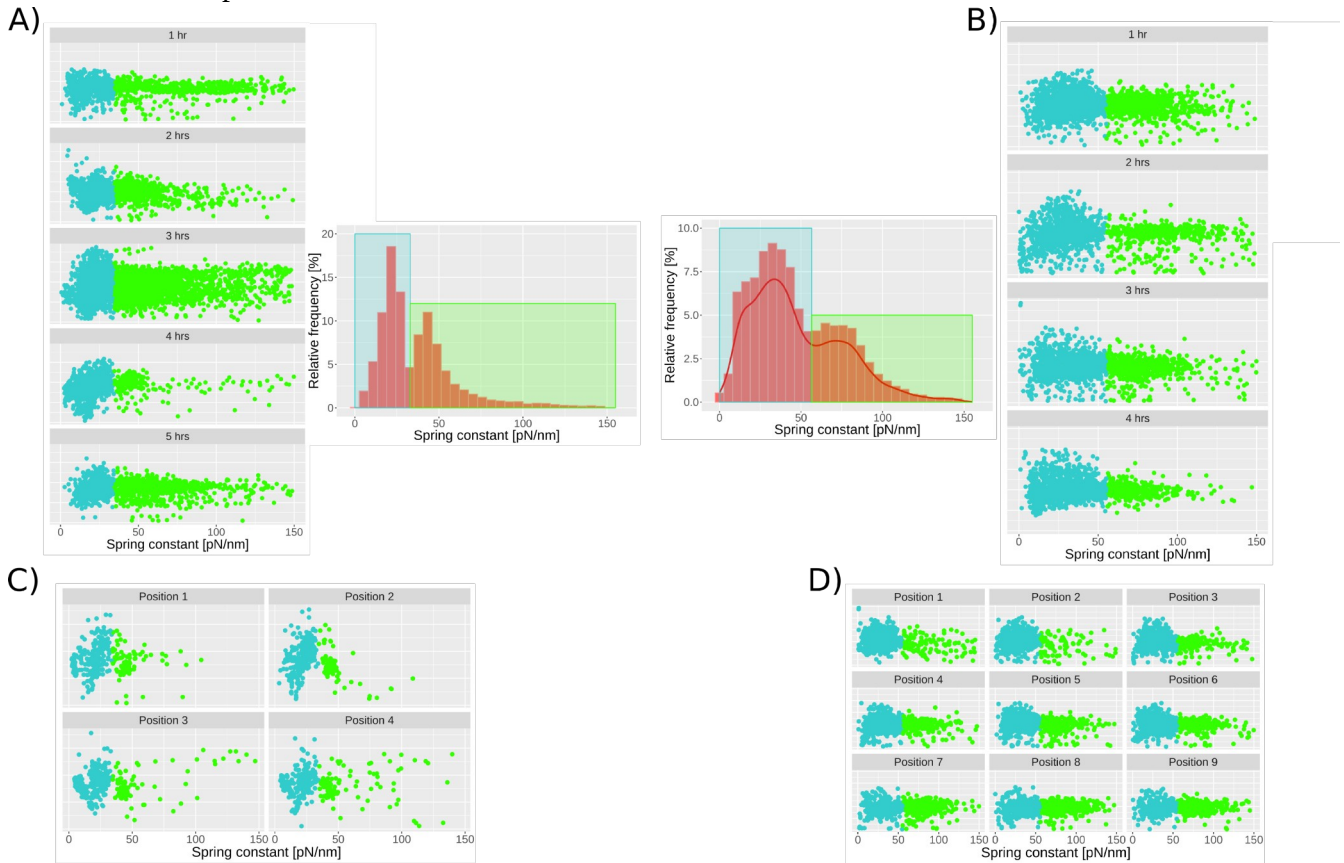 A)
1 hr
2 hrs
3 hrs
4 hrs
5 hrs
0 50 100 150
Spring constant [pN/nm]
20
15
10
5
0
Relative frequency [%]
0 50 100 150
Spring constant [pN/nm]
10.0
7.5
5.0
2.5
0.0
Relative frequency [%]
0 50 100 150
Spring constant [pN/nm]
B)
1 hr
2 hrs
3 hrs
4 hrs
0 50 100 150
Spring constant [pN/nm]
C)
Position 1 Position 2
Position 3 Position 4
0 50 100 150 0 50 100 150
Spring constant [pN/nm]
D)
Position 1 Position 2 Position 3
Position 4 Position 5 Position 6
Position 7 Position 8 Position 9
0 50 100 150 0 50 100 150 0 50 100 150
Spring constant [pN/nm]